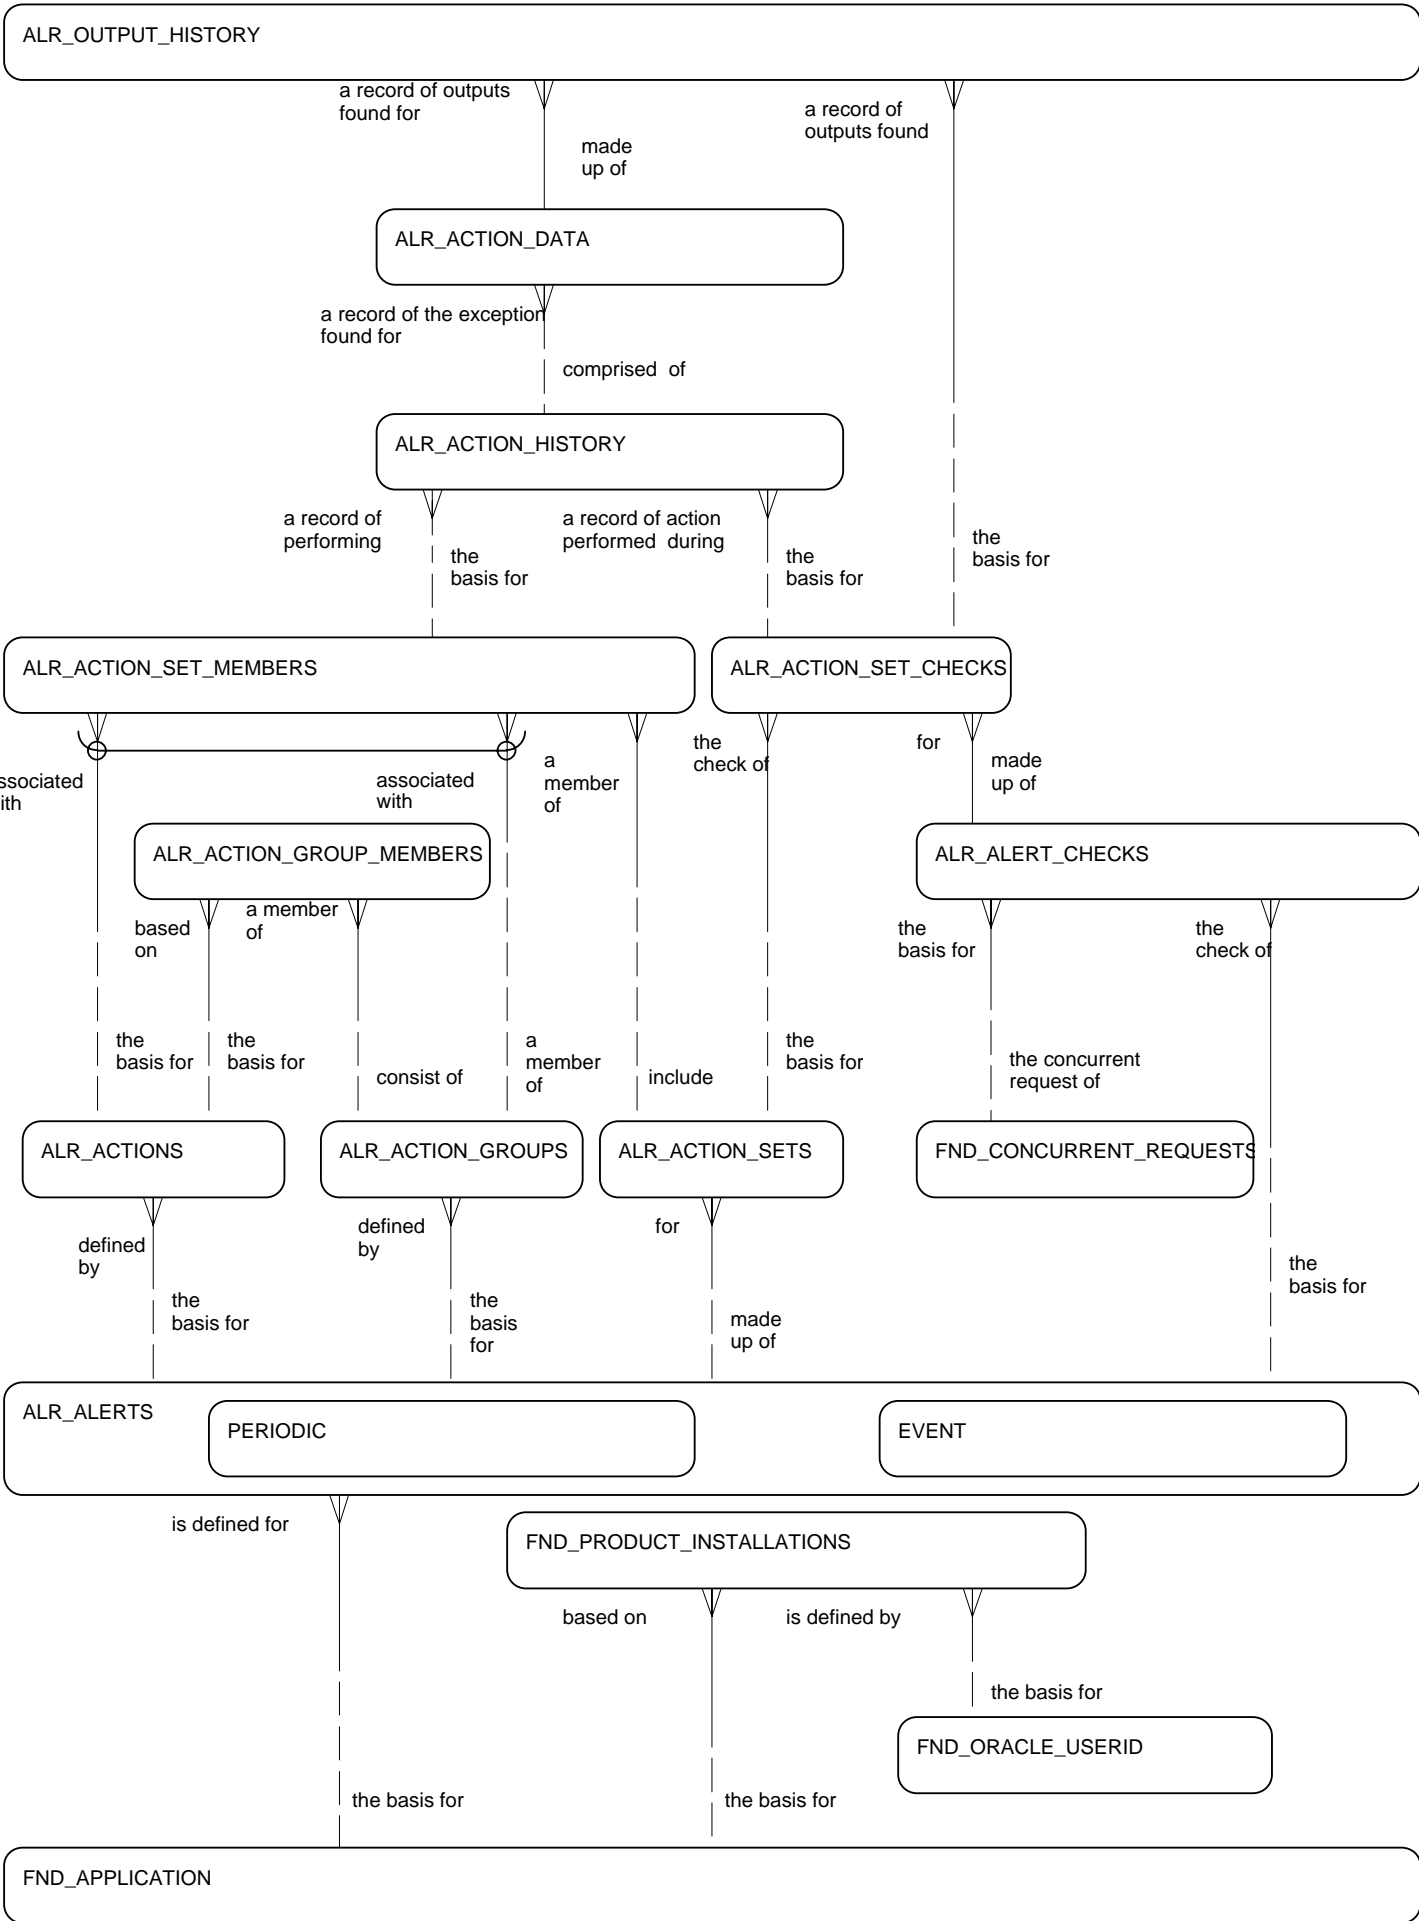 ALR_OUTPUT_HISTORY
a record of outputs
found for
a record of
outputs found
made
up of
ALR_ACTION_DATA
a record of the exception
found for
comprised of
ALR_ACTION_HISTORY
a record of
performing
a record of action
performed during
the
basis for
the
basis for
the
basis for
ALR_ACTION_SET_MEMBERS
ALR_ACTION_SET_CHECKS
ssociated
ith
associated
with
a
member
of
the
check of
for
made
up of
ALR_ACTION_GROUP_MEMBERS
ALR_ALERT_CHECKS
based
on
a member
of
the
basis for
the
check of
the
basis for
the
basis for
consist of
a
member
of
include
the
basis for
the concurrent
request of
ALR_ACTIONS
ALR_ACTION_GROUPS
ALR_ACTION_SETS
FND_CONCURRENT_REQUESTS
defined
by
defined
by
for
the
basis for
the
basis for
the
basis
for
made
up of
ALR_ALERTS
PERIODIC
EVENT
is defined for
FND_PRODUCT_INSTALLATIONS
based on
is defined by
the basis for
FND_ORACLE_USERID
the basis for
the basis for
FND_APPLICATION